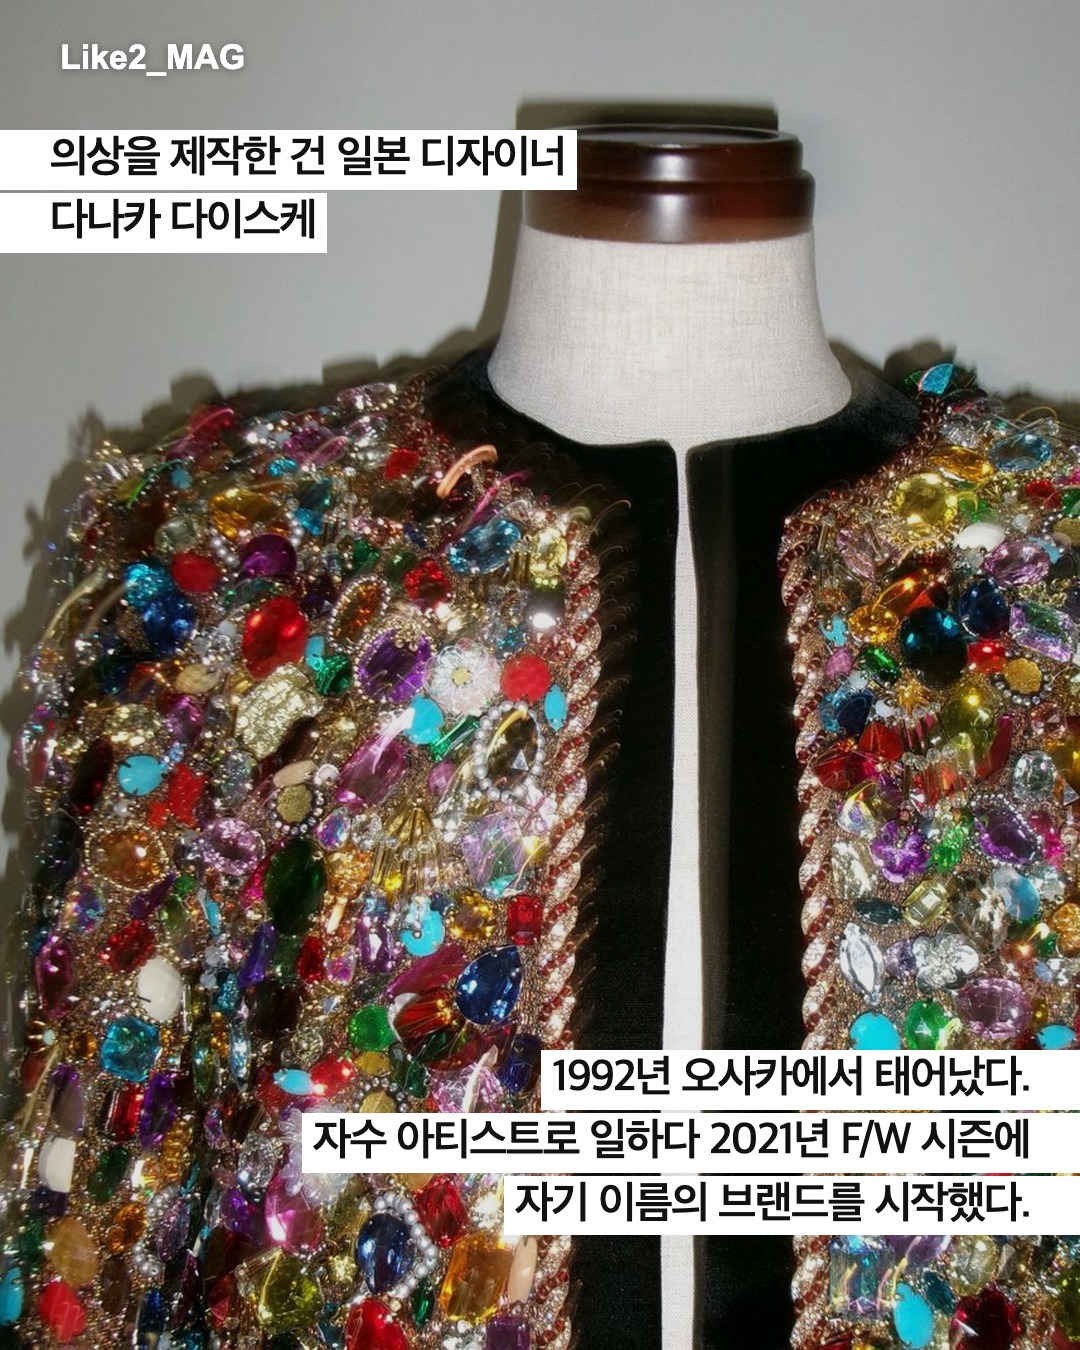 Like2_MAG
의상을 제작한 건 일본 디자이너
다나카 다이스케
1992년 오사카에서 태어났다.
자수 아티스트로 일하다 2021년 F/W 시즌에
자기 이름의 브랜드를 시작했다.